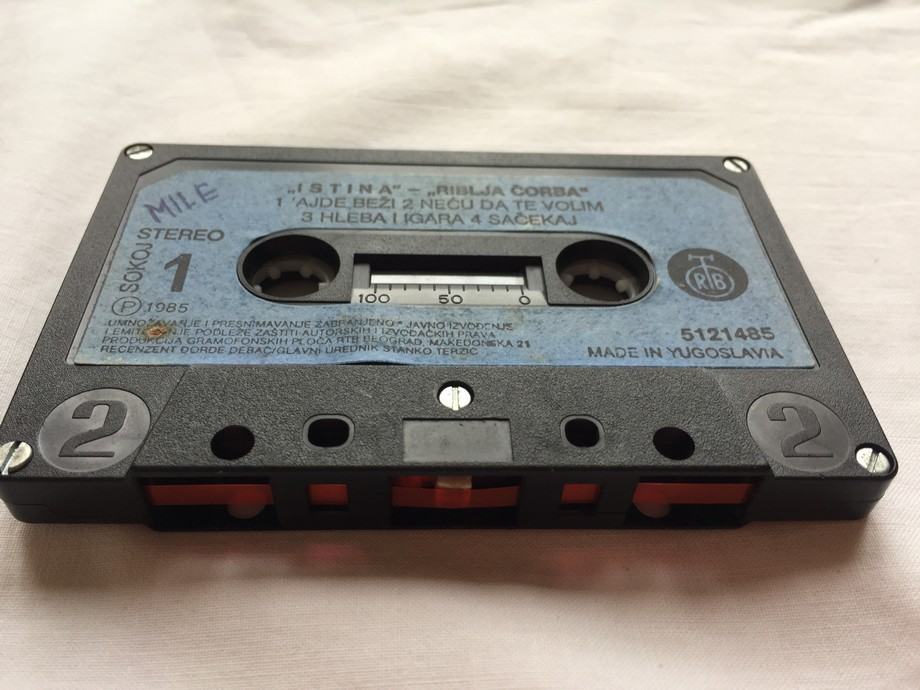 MILE
„ISTINA” – „RIBLJA ČORBA”
1 'AJDE BEŽI 2 NEĆU DA TE VOLIM
3 HLEBA I IGARA 4 SAČEKAJ
STEREO
1
SOKOJ
Ⓟ 1985
100 50 0
RTB
UMNOŽAVANJE I PRESNIMAVANJE ZABRANJENO * JAVNO IZVOĐENJE
I EMITOVANJE PODLEŽE ZAŠTITI AUTORSKIH I IZVOĐAČKIH PRAVA
PRODUKCIJA GRAMOFONSKIH PLOČA RTB BEOGRAD, MAKEDONSKA 21
RECENZENT ĐORĐE DEBAČ/GLAVNI UREDNIK STANKO TERZIĆ
5121485
MADE IN YUGOSLAVIA
2 2